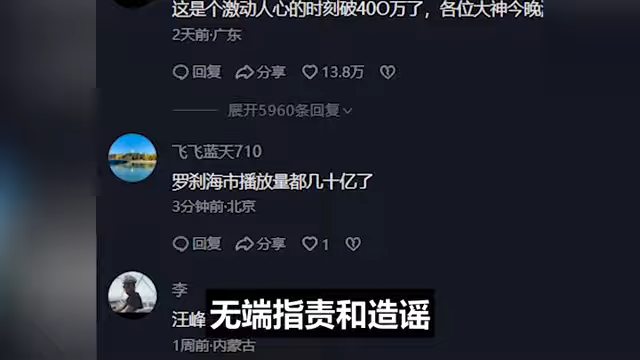 这是个激动人心的时刻破40O万了，各位大神今晚
2天前·广东
回复 分享 13.8万
展开5960条回复
飞飞蓝天710
罗刹海市播放量都几十亿了
3分钟前·北京
回复 分享 1
李
汪峰
无端指责和造谣
1周前·内蒙古